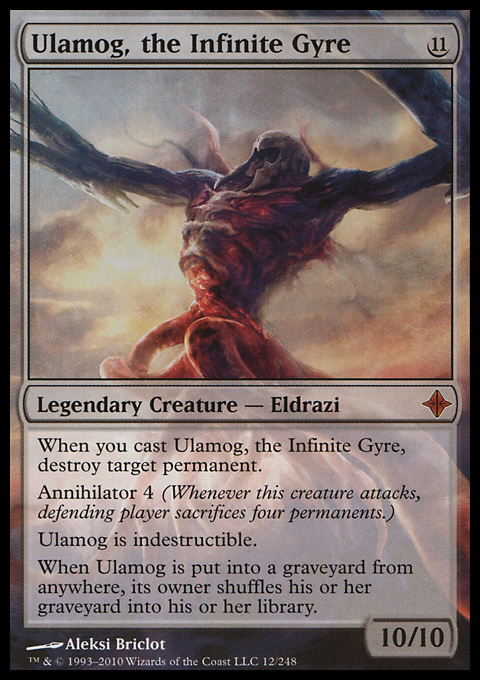 Ulamog, the Infinite Gyre 11
Legendary Creature — Eldrazi
When you cast Ulamog, the Infinite Gyre,
destroy target permanent.
Annihilator 4 (Whenever this creature attacks,
defending player sacrifices four permanents.)
Ulamog is indestructible.
When Ulamog is put into a graveyard from
anywhere, its owner shuffles his or her
graveyard into his or her library.
10/10
Aleksi Briclot
™ & © 1993–2010 Wizards of the Coast LLC 12/248